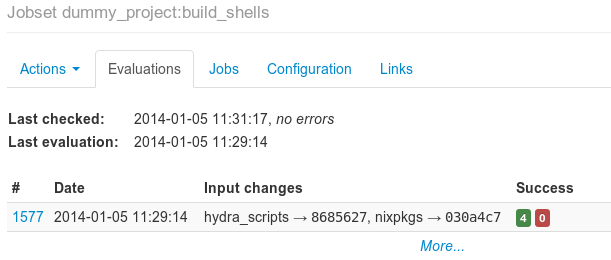 Jobset dummy_project:build_shells
Actions Evaluations Jobs Configuration Links
Last checked: 2014-01-05 11:31:17, no errors
Last evaluation: 2014-01-05 11:29:14
# Date Input changes Success
1577 2014-01-05 11:29:14 hydra_scripts → 8685627, nixpkgs → 030a4c7 4 0
More...